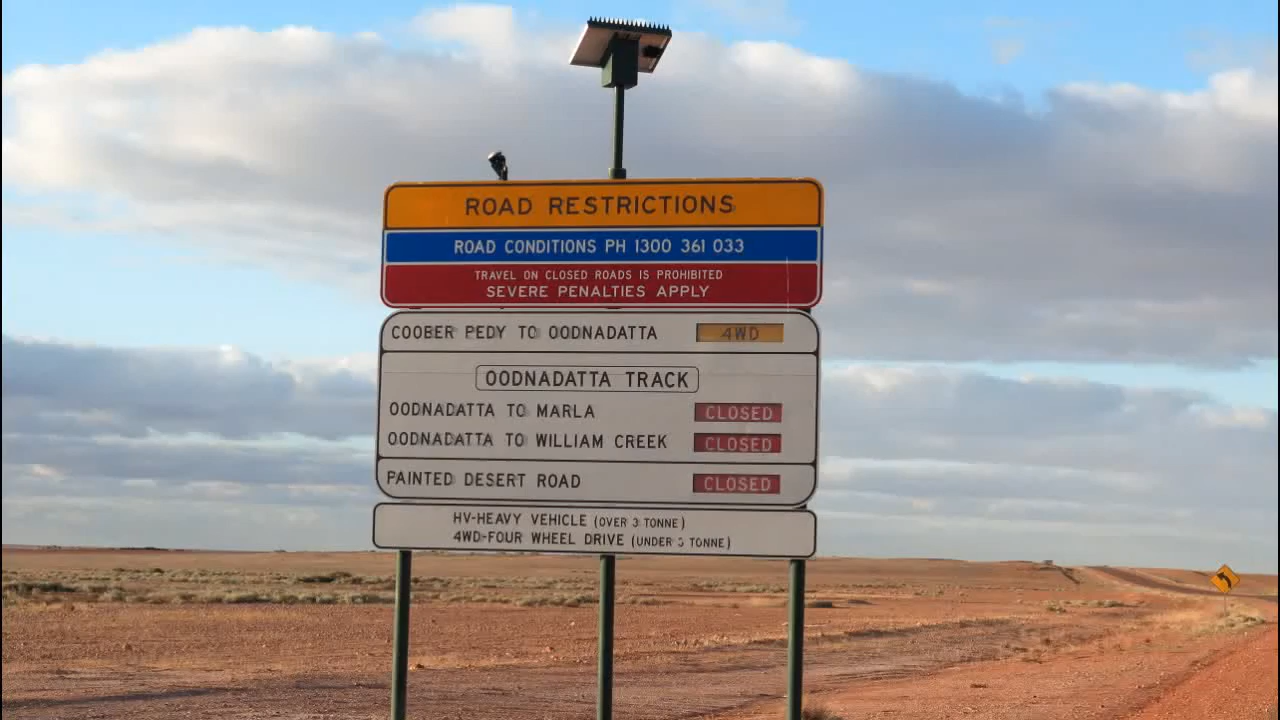 ROAD RESTRICTIONS
ROAD CONDITIONS PH 1300 361 033
TRAVEL ON CLOSED ROADS IS PROHIBITED
SEVERE PENALTIES APPLY
COOBER PEDY TO OODNADATTA 4WD
OODNADATTA TRACK
OODNADATTA TO MARLA CLOSED
OODNADATTA TO WILLIAM CREEK CLOSED
PAINTED DESERT ROAD CLOSED
HV-HEAVY VEHICLE (OVER 3 TONNE)
4WD-FOUR WHEEL DRIVE (UNDER 3 TONNE)